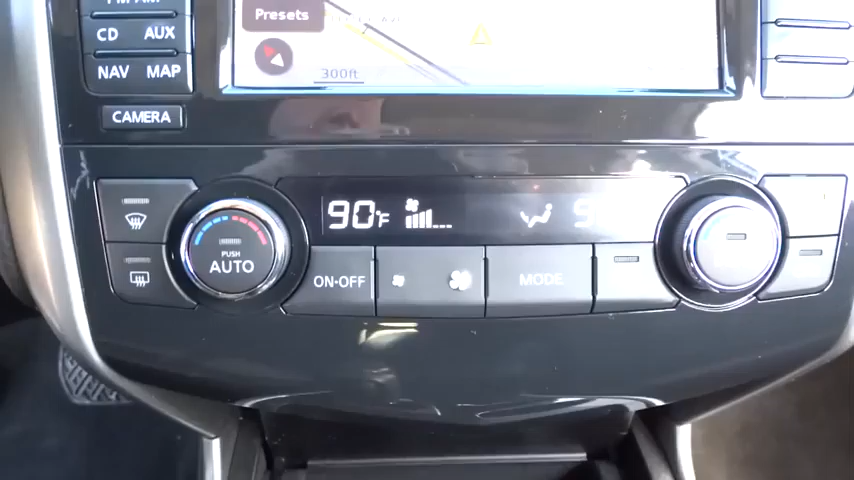 Presets
CD AUX
300ft
NAV MAP
CAMERA
90°F
PUSH
AUTO
ON-OFF
MODE